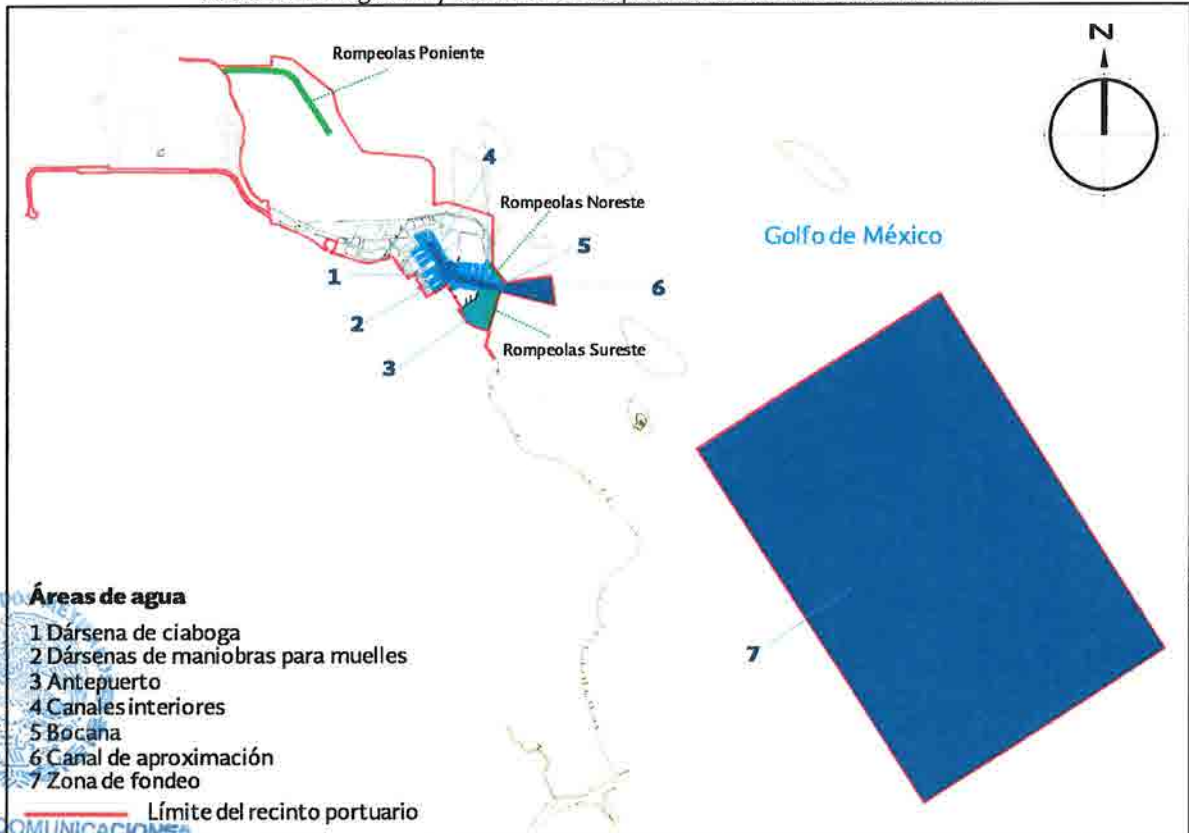 Rompeolas Poniente
N
4
Rompeolas Noreste
5
Golfo de México
1
6
2
Rompeolas Sureste
3
7
Áreas de agua
1 Dársena de ciaboga
2 Dársenas de maniobras para muelles
3 Antepuerto
4 Canales interiores
5 Bocana
6 Canal de aproximación
7 Zona de fondeo
Límite del recinto portuario